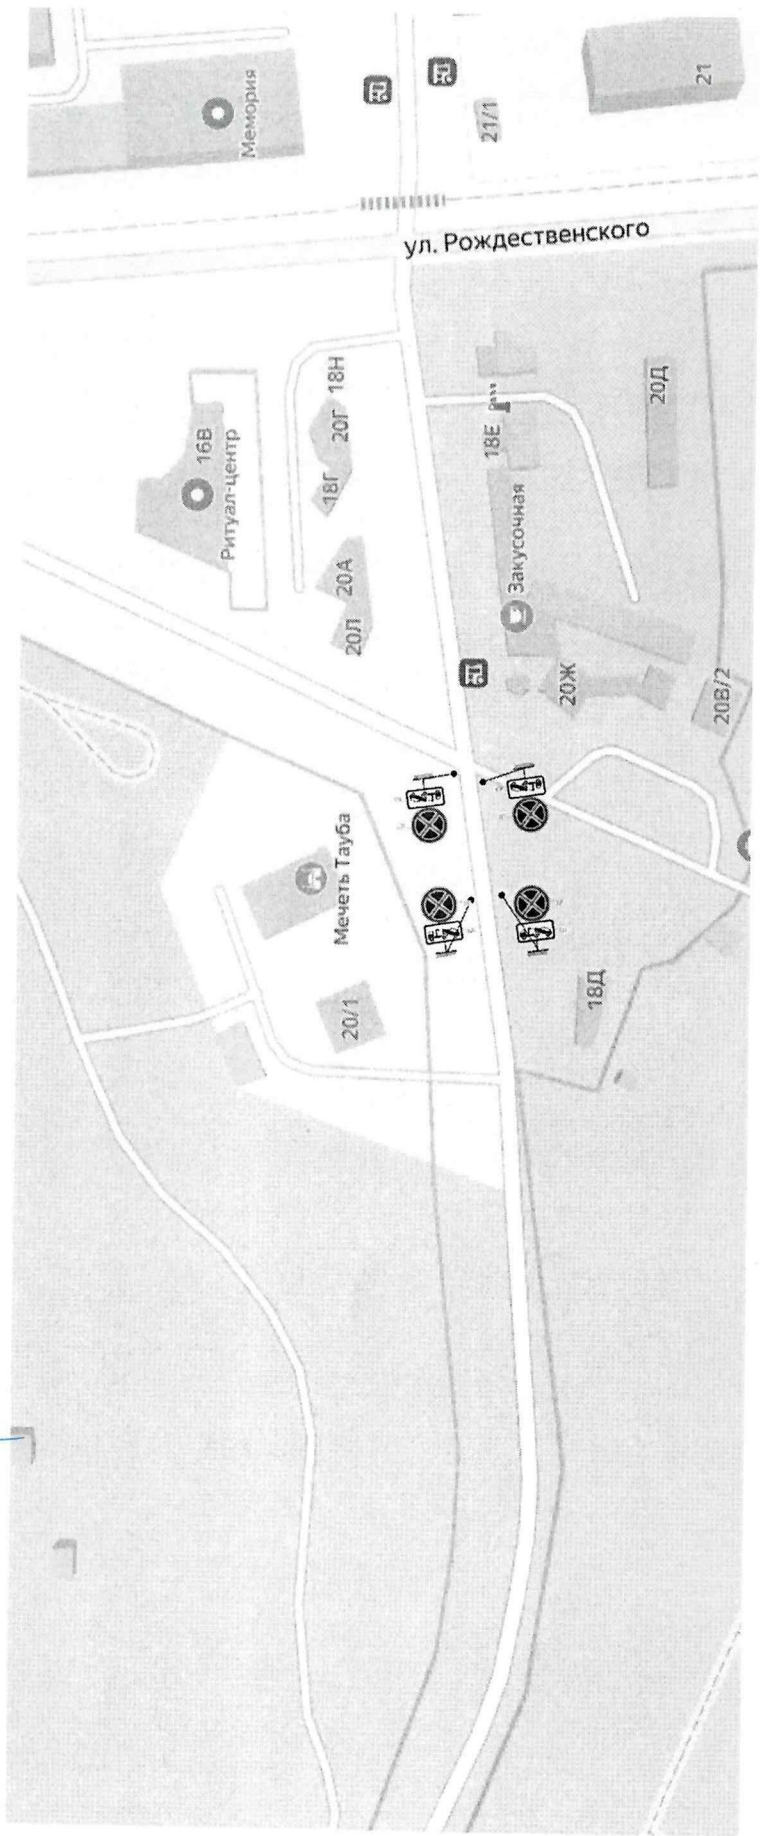 Мемория
21
21/1
ул. Рождественского
18Н
20Г
16В
Ритуал-центр
18Г
20Д
18Е
Закусочная
20А
20Л
20Ж
20В/2
Мечеть Тауба
20/1
18Д